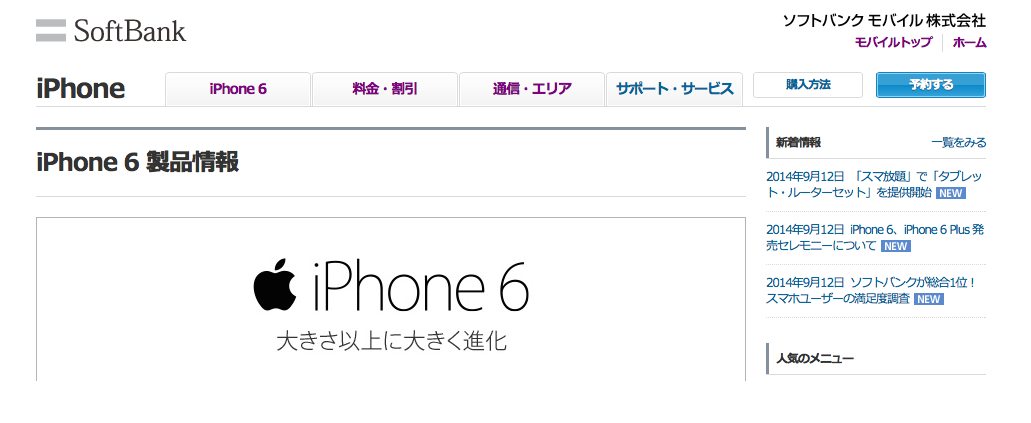 SoftBank
ソフトバンク モバイル 株式会社
モバイルトップ
ホーム
iPhone
iPhone 6
料金・割引
通信・エリア
サポート・サービス
購入方法
予約する
iPhone 6 製品情報
iPhone 6
大きさ以上に大きく進化
新着情報
一覧をみる
2014年9月12日 「スマ放題」で「タブレッ
ト・ルーターセット」を提供開始 NEW
2014年9月12日 iPhone 6、iPhone 6 Plus 発
売セレモニーについて NEW
2014年9月12日 ソフトバンクが総合1位！
スマホユーザーの満足度調査 NEW
人気のメニュー